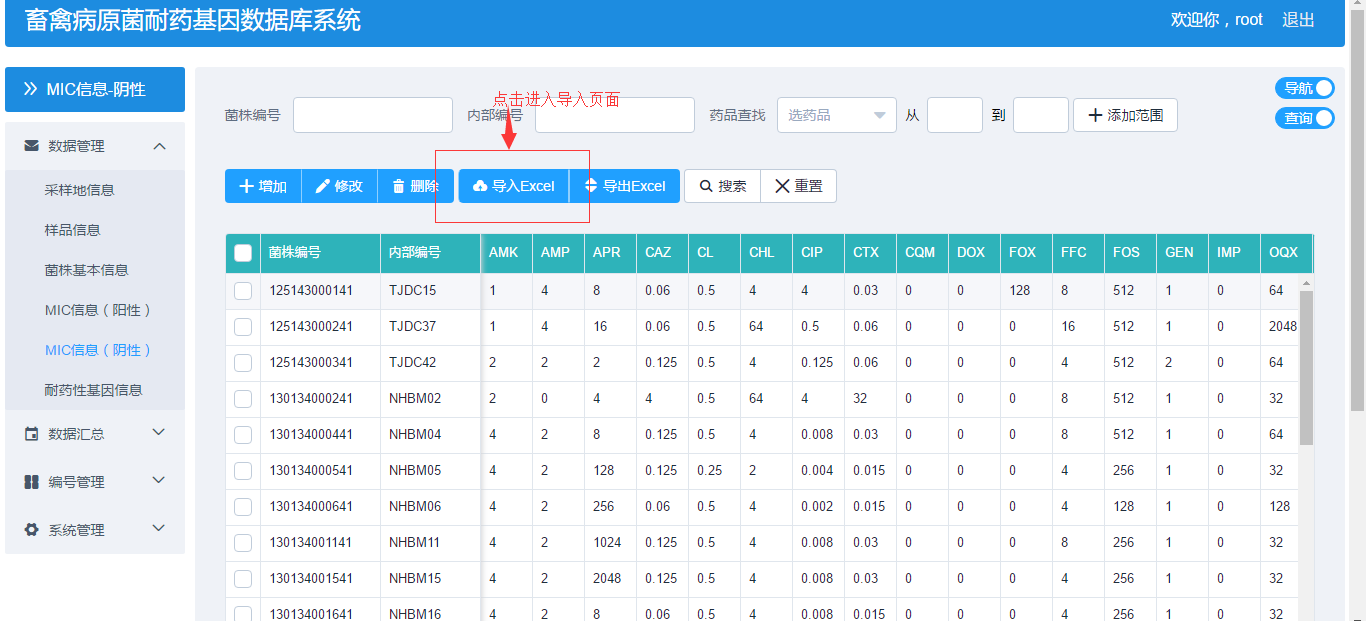 畜禽病原菌耐药基因数据库系统
欢迎你，root 退出
MIC信息-阴性
数据管理
采样地信息
样品信息
菌株基本信息
MIC信息（阳性）
MIC信息（阴性）
耐药性基因信息
数据汇总
编号管理
系统管理
导航
查询
点击进入导入页面
菌株编号 内部编号 药品查找 选药品 从 到 添加范围
增加 修改 删除 导入Excel 导出Excel 搜索 重置
菌株编号 内部编号 AMK AMP APR CAZ CL CHL CIP CTX CQM DOX FOX FFC FOS GEN IMP OQX
125143000141 TJDC15 1 4 8 0.06 0.5 4 4 0.03 0 0 128 8 512 1 0 64
125143000241 TJDC37 1 4 16 0.06 0.5 64 0.5 0.06 0 0 0 16 512 1 0 2048
125143000341 TJDC42 2 2 2 0.125 0.5 4 0.125 0.06 0 0 0 4 512 2 0 64
130134000241 NHBM02 2 0 4 4 0.5 64 4 32 0 0 0 8 512 1 0 32
130134000441 NHBM04 4 2 8 0.125 0.5 4 0.008 0.03 0 0 0 8 512 1 0 64
130134000541 NHBM05 4 2 128 0.125 0.25 2 0.004 0.015 0 0 0 4 256 1 0 32
130134000641 NHBM06 4 2 256 0.06 0.5 4 0.002 0.015 0 0 0 4 128 1 0 128
130134001141 NHBM11 4 2 1024 0.125 0.5 4 0.008 0.03 0 0 0 8 256 1 0 32
130134001541 NHBM15 4 2 2048 0.125 0.5 4 0.008 0.03 0 0 0 4 256 1 0 32
130134001641 NHBM16 4 2 8 0.06 0.5 4 0.008 0.015 0 0 0 4 256 1 0 32